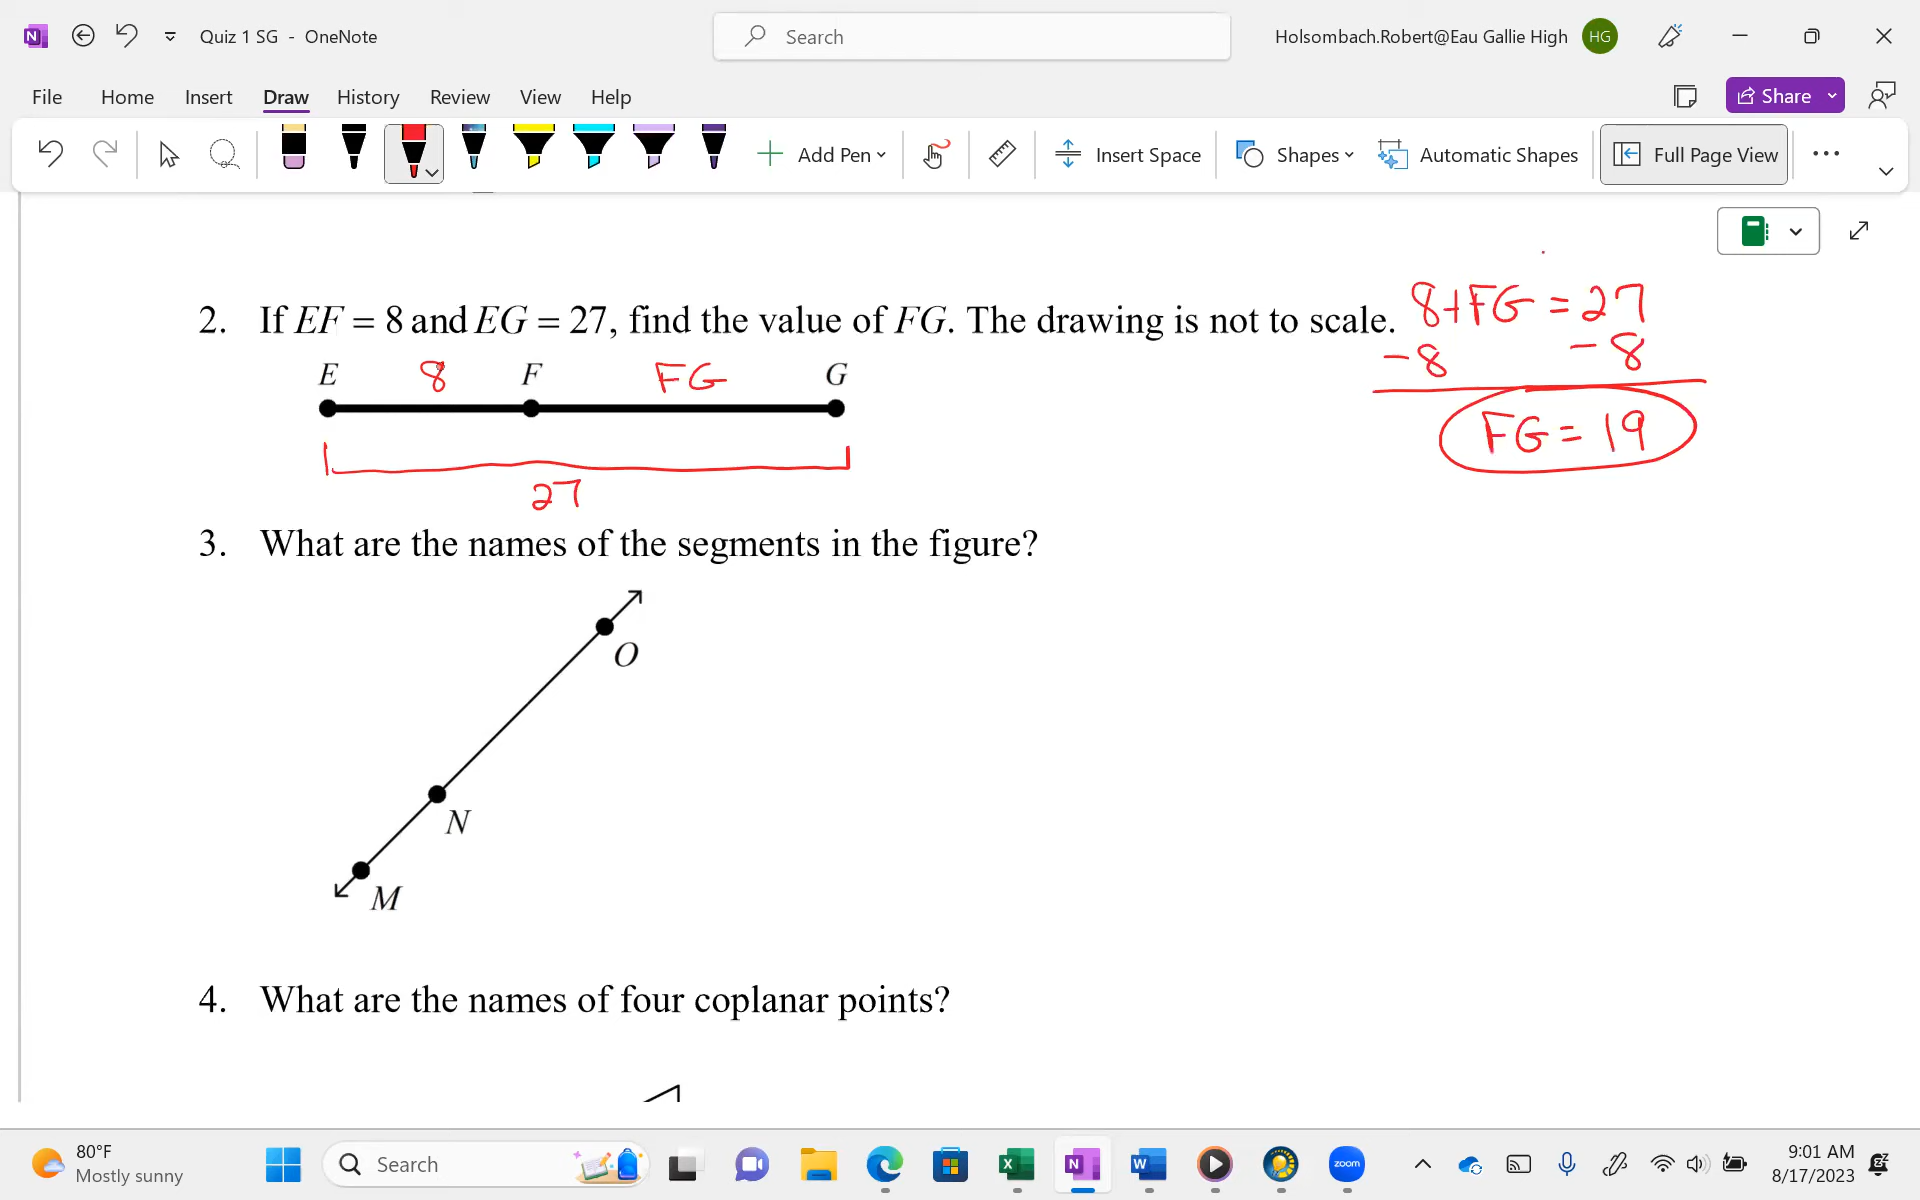 Quiz 1 SG - OneNote
Search
Holsombach.Robert@Eau Gallie High
HG
File Home Insert Draw History Review View Help
Share
Add Pen
Insert Space
Shapes
Automatic Shapes
Full Page View
2. If EF = 8 and EG = 27, find the value of FG. The drawing is not to scale.
8+FG = 27
-8 -8
FG = 19
E 8 F FG G
27
3. What are the names of the segments in the figure?
O
N
M
4. What are the names of four coplanar points?
80°F
Mostly sunny
Search
zoom
9:01 AM
8/17/2023